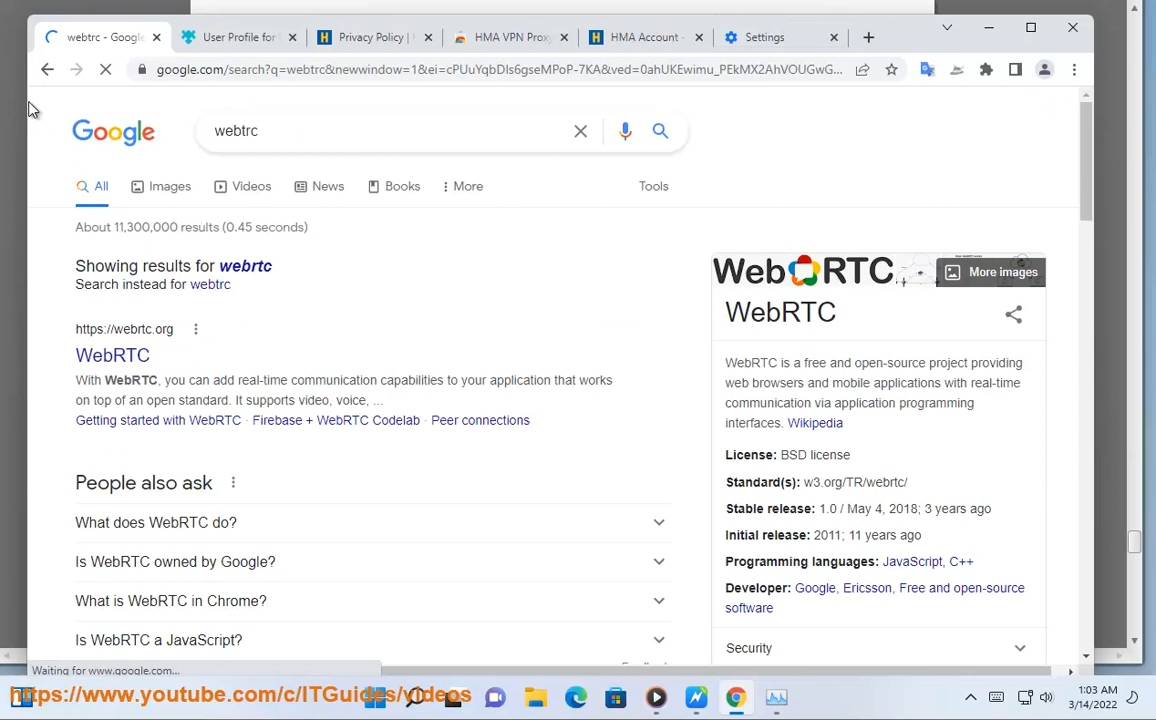 webtrc - Google
User Profile for
Privacy Policy |
HMA VPN Proxy
HMA Account -
Settings
google.com/search?q=webtrc&newwindow=1&ei=cPUuYqbDIs6gseMPoP-7KA&ved=0ahUKEwimu_PEkMX2AhVOUGwG...
Google
webtrc
All
Images
Videos
News
Books
More
Tools
About 11,300,000 results (0.45 seconds)
Showing results for webrtc
Search instead for webtrc
https://webrtc.org
WebRTC
With WebRTC, you can add real-time communication capabilities to your application that works
on top of an open standard. It supports video, voice, ...
Getting started with WebRTC · Firebase + WebRTC Codelab · Peer connections
People also ask
What does WebRTC do?
Is WebRTC owned by Google?
What is WebRTC in Chrome?
Is WebRTC a JavaScript?
WebRTC
More images
WebRTC
WebRTC is a free and open-source project providing
web browsers and mobile applications with real-time
communication via application programming
interfaces. Wikipedia
License: BSD license
Standard(s): w3.org/TR/webrtc/
Stable release: 1.0 / May 4, 2018; 3 years ago
Initial release: 2011; 11 years ago
Programming languages: JavaScript, C++
Developer: Google, Ericsson, Free and open-source
software
Security
Waiting for www.google.com...
https://www.youtube.com/c/ITGuides/videos
1:03 AM
3/14/2022